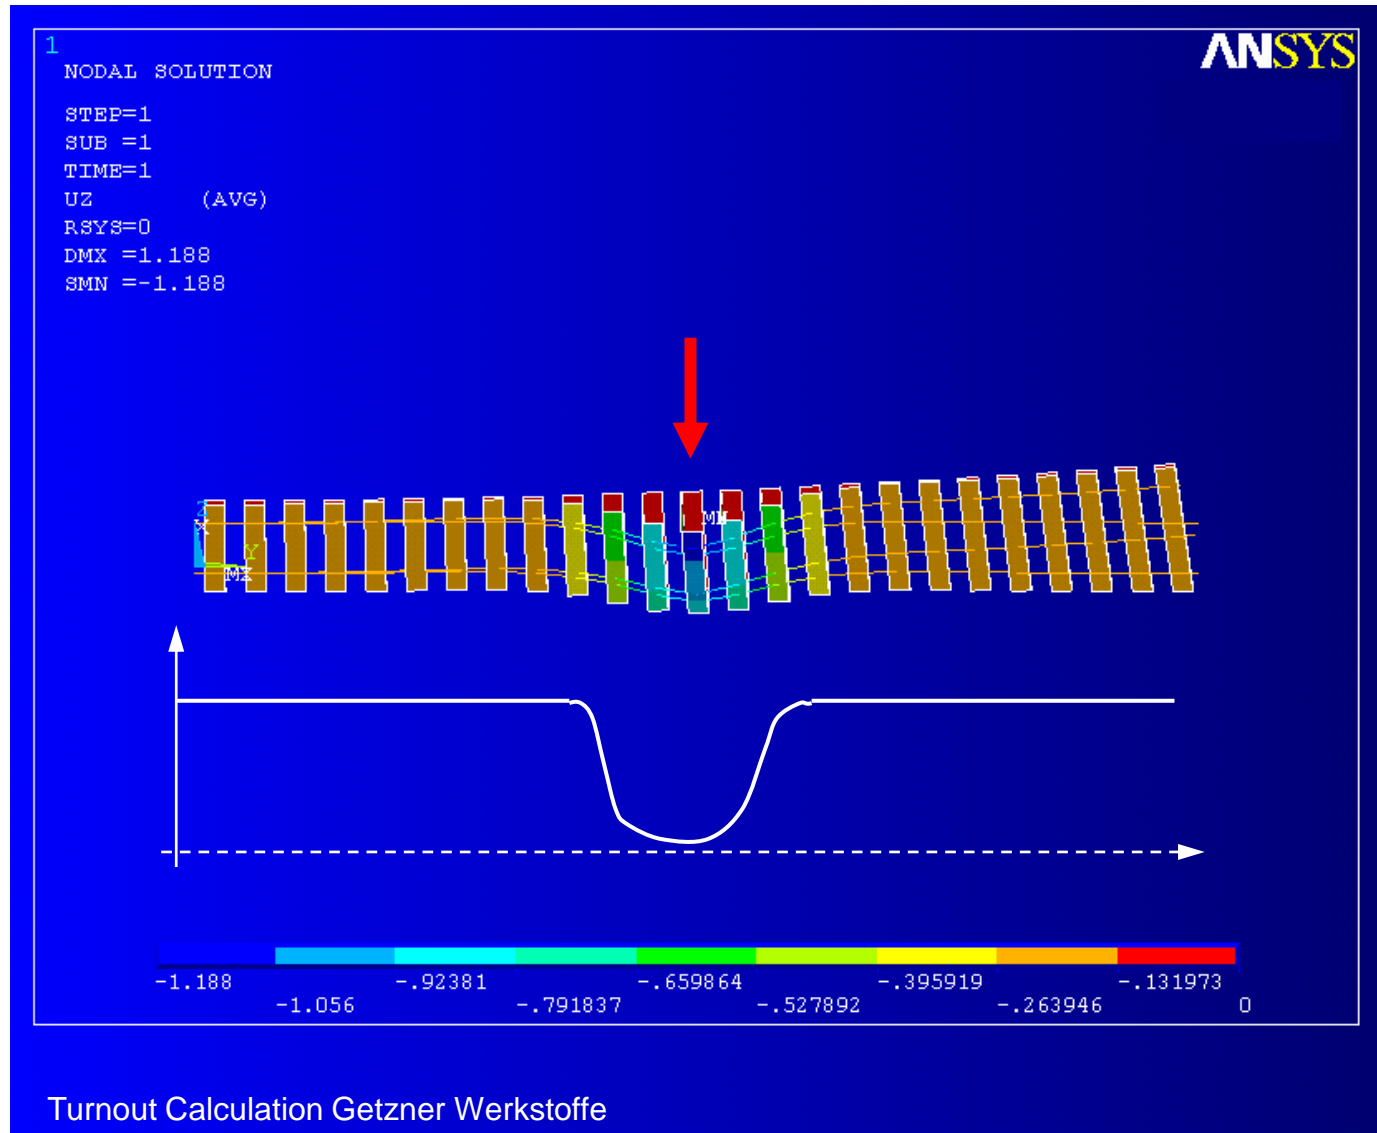 1
ANSYS
NODAL SOLUTION
STEP=1
SUB =1
TIME=1
UZ (AVG)
RSYS=0
DMX =1.188
SMN =-1.188
Z
X
Y
MX
MN
-1.188 -.92381 -.659864 -.395919 -.131973
-1.056 -.791837 -.527892 -.263946 0
Turnout Calculation Getzner Werkstoffe